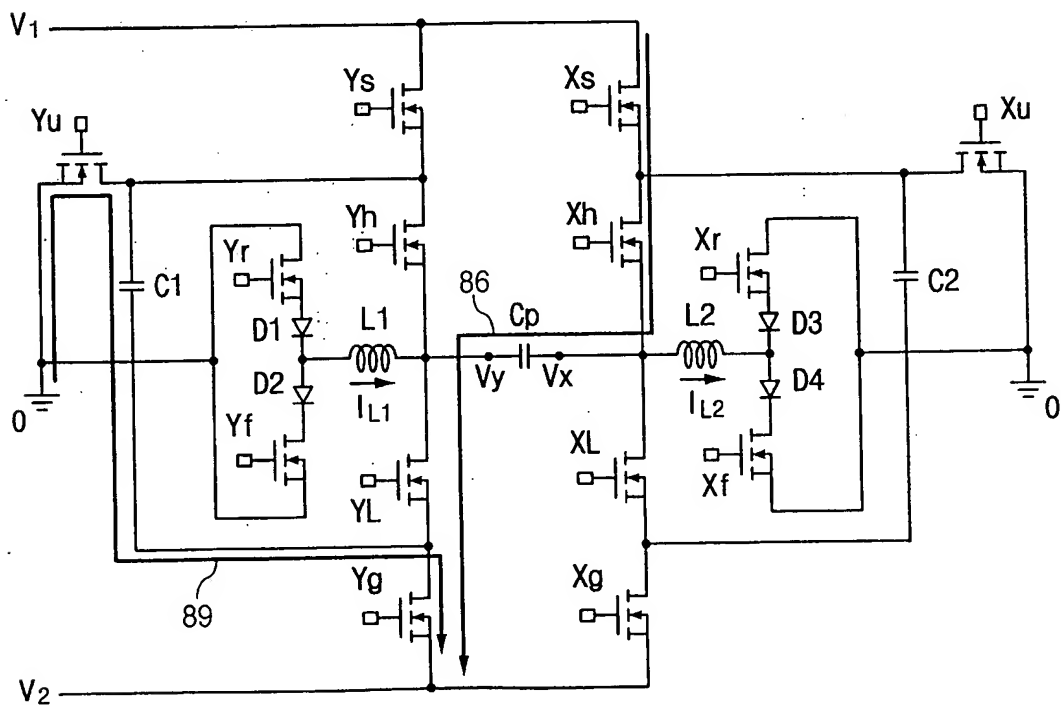 V1
Ys
Xs
Yu
Xu
Yh
Xh
Yr
Xr
C1
C2
86
Cp
D1
L1
L2
D3
D2
Vy
Vx
D4
IL1
IL2
0
0
Yf
XL
Xf
YL
Yg
Xg
89
V2